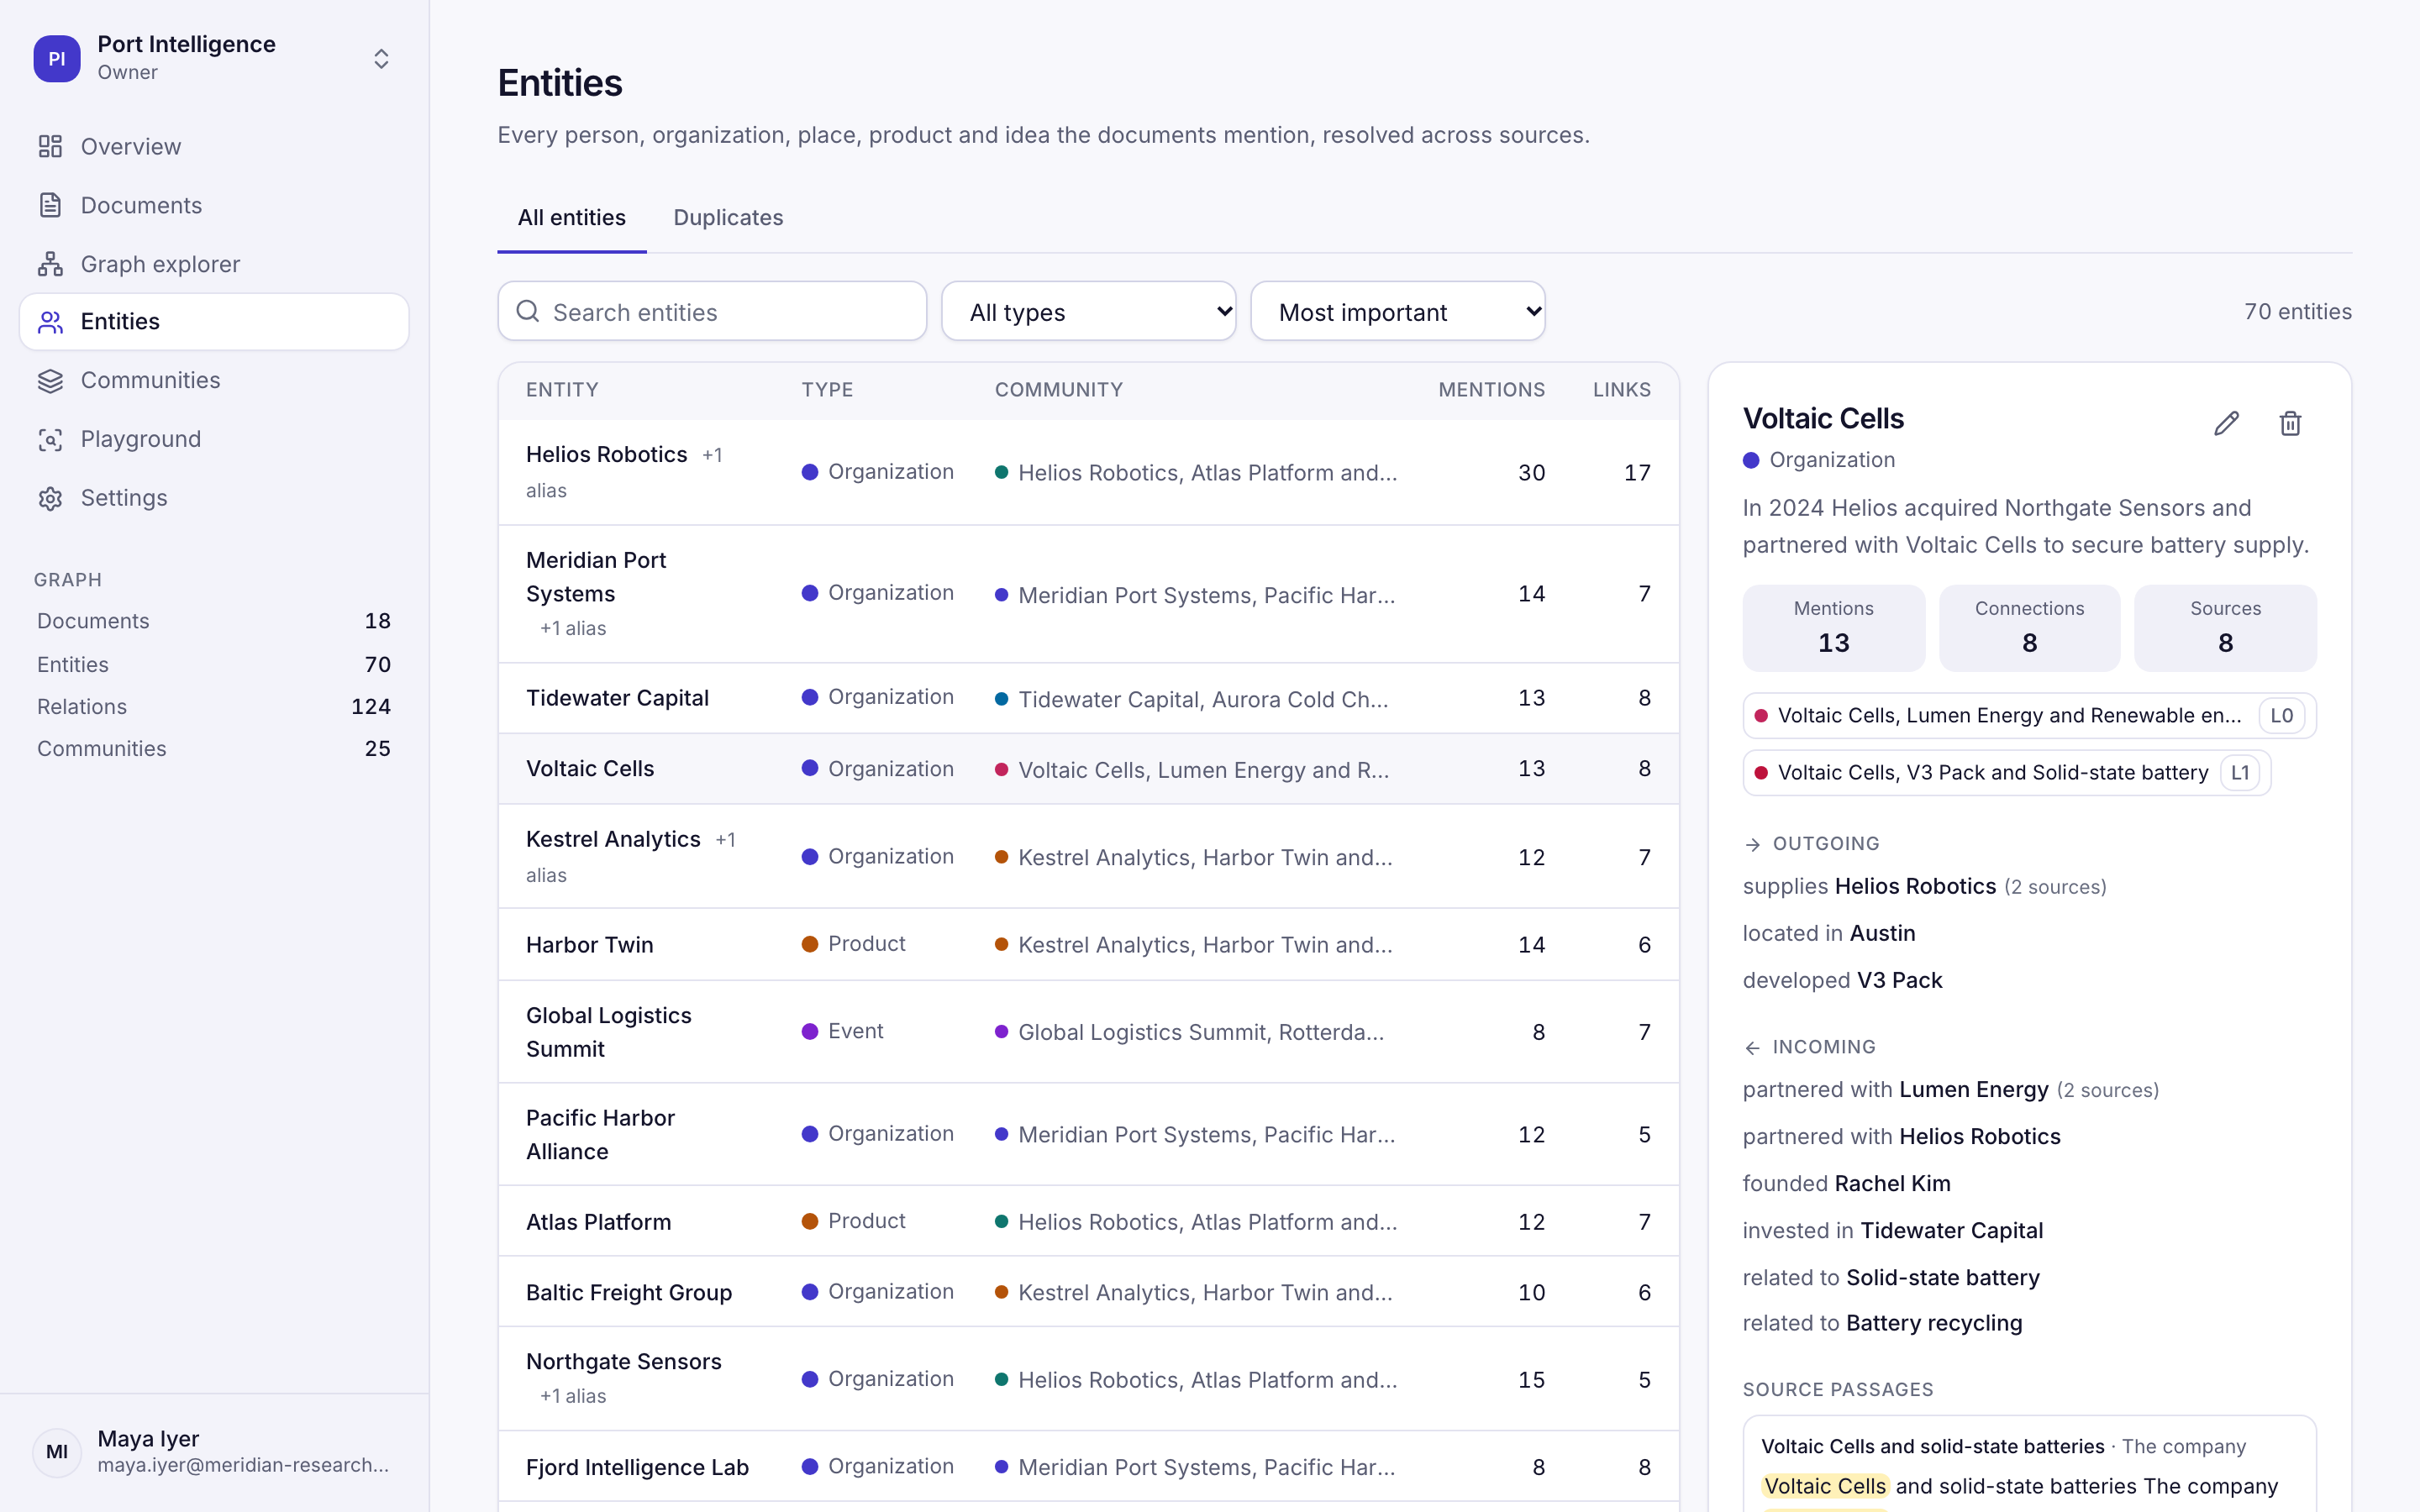 PI
Port Intelligence
Owner
Overview
Documents
Graph explorer
Entities
Communities
Playground
Settings
GRAPH
Documents 18
Entities 70
Relations 124
Communities 25
MI
Maya Iyer
maya.iyer@meridian-research...
Entities
Every person, organization, place, product and idea the documents mention, resolved across sources.
All entities Duplicates
Search entities All types Most important 70 entities
ENTITY TYPE COMMUNITY MENTIONS LINKS
Helios Robotics +1 alias Organization Helios Robotics, Atlas Platform and... 30 17
Meridian Port Systems +1 alias Organization Meridian Port Systems, Pacific Har... 14 7
Tidewater Capital Organization Tidewater Capital, Aurora Cold Ch... 13 8
Voltaic Cells Organization Voltaic Cells, Lumen Energy and R... 13 8
Kestrel Analytics +1 alias Organization Kestrel Analytics, Harbor Twin and... 12 7
Harbor Twin Product Kestrel Analytics, Harbor Twin and... 14 6
Global Logistics Summit Event Global Logistics Summit, Rotterda... 8 7
Pacific Harbor Alliance Organization Meridian Port Systems, Pacific Har... 12 5
Atlas Platform Product Helios Robotics, Atlas Platform and... 12 7
Baltic Freight Group Organization Kestrel Analytics, Harbor Twin and... 10 6
Northgate Sensors +1 alias Organization Helios Robotics, Atlas Platform and... 15 5
Fjord Intelligence Lab Organization Meridian Port Systems, Pacific Har... 8 8
Voltaic Cells
Organization
In 2024 Helios acquired Northgate Sensors and
partnered with Voltaic Cells to secure battery supply.
Mentions Connections Sources
13 8 8
Voltaic Cells, Lumen Energy and Renewable en... L0
Voltaic Cells, V3 Pack and Solid-state battery L1
OUTGOING
supplies Helios Robotics (2 sources)
located in Austin
developed V3 Pack
INCOMING
partnered with Lumen Energy (2 sources)
partnered with Helios Robotics
founded Rachel Kim
invested in Tidewater Capital
related to Solid-state battery
related to Battery recycling
SOURCE PASSAGES
Voltaic Cells and solid-state batteries · The company
Voltaic Cells and solid-state batteries The company